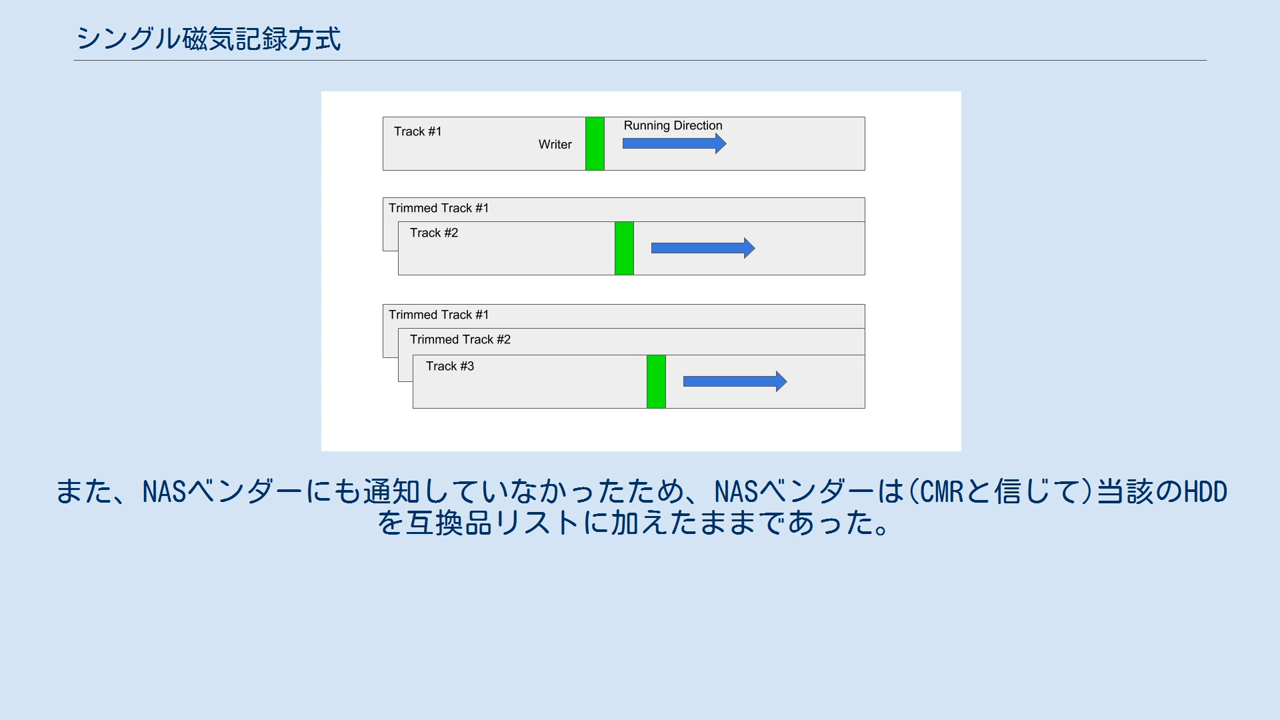 シングル磁気記録方式
Track #1
Writer
Running Direction
Trimmed Track #1
Track #2
Trimmed Track #1
Trimmed Track #2
Track #3
また、NASベンダーにも通知していなかったため、NASベンダーは(CMRと信じて)当該のHDD
を互換品リストに加えたままであった。